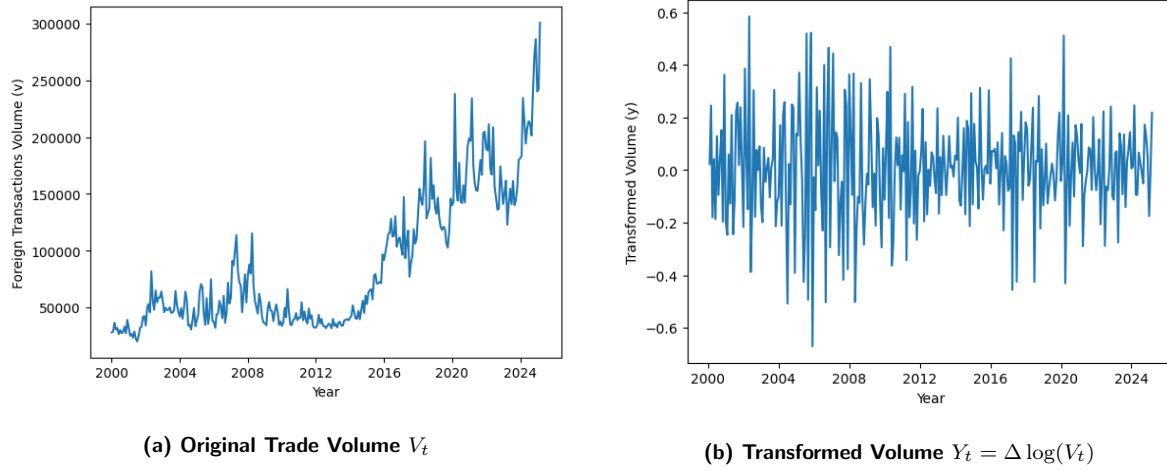 300000
250000
200000
150000
100000
50000
Foreign Transactions Volume (v)
2000 2004 2008 2012 2016 2020 2024
Year
(a) Original Trade Volume V_t
0.6
0.4
0.2
0.0
−0.2
−0.4
−0.6
Transformed Volume (y)
2000 2004 2008 2012 2016 2020 2024
Year
(b) Transformed Volume Y_t = Δ log(V_t)